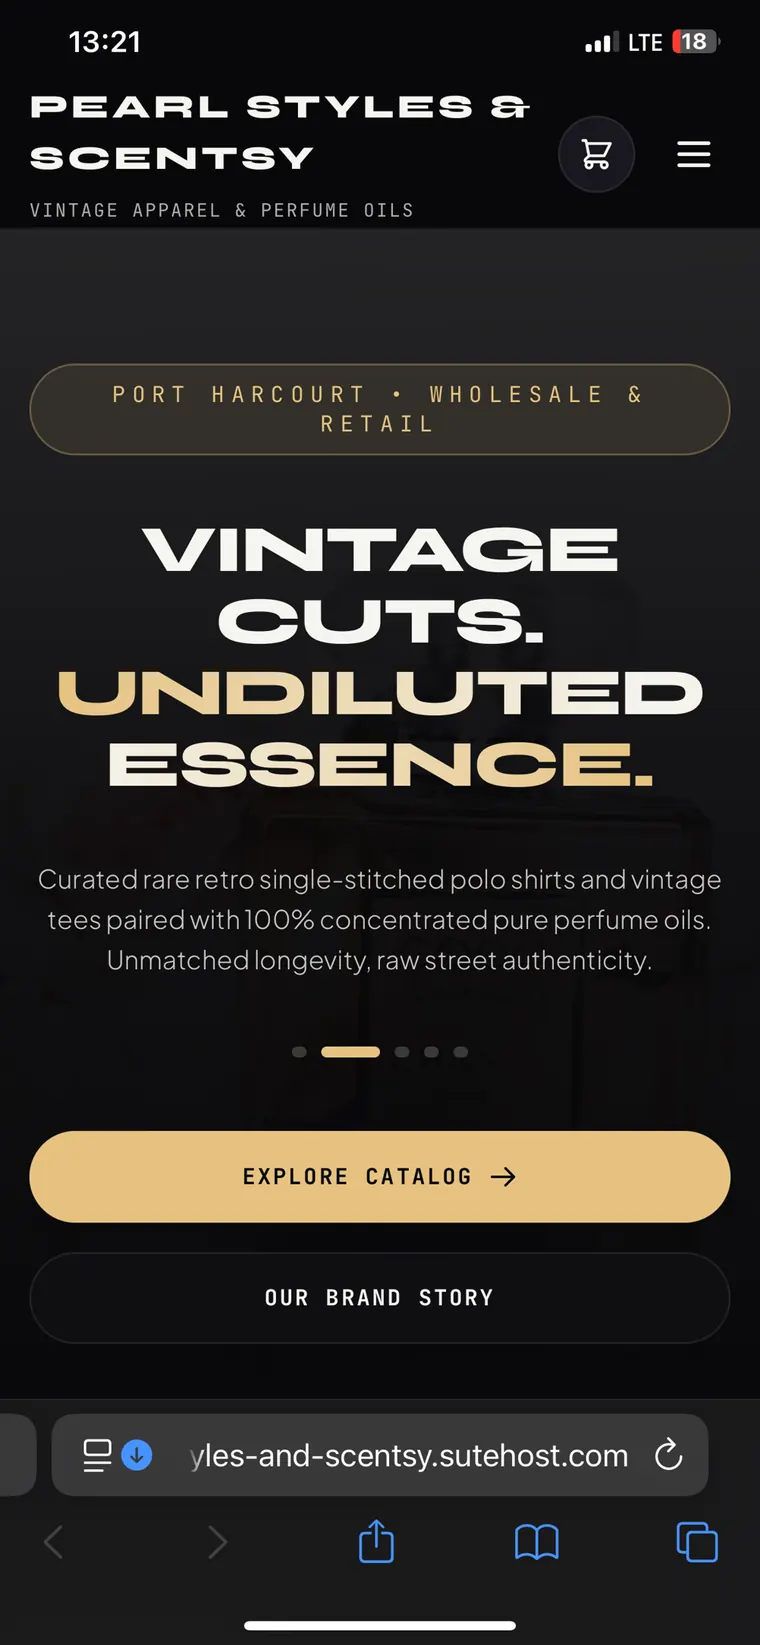 13:21
LTE 18
PEARL STYLES &
SCENTSY
VINTAGE APPAREL & PERFUME OILS
PORT HARCOURT • WHOLESALE &
RETAIL
VINTAGE
CUTS.
UNDILUTED
ESSENCE.
Curated rare retro single-stitched polo shirts and vintage
tees paired with 100% concentrated pure perfume oils.
Unmatched longevity, raw street authenticity.
EXPLORE CATALOG →
OUR BRAND STORY
yles-and-scentsy.sutehost.com